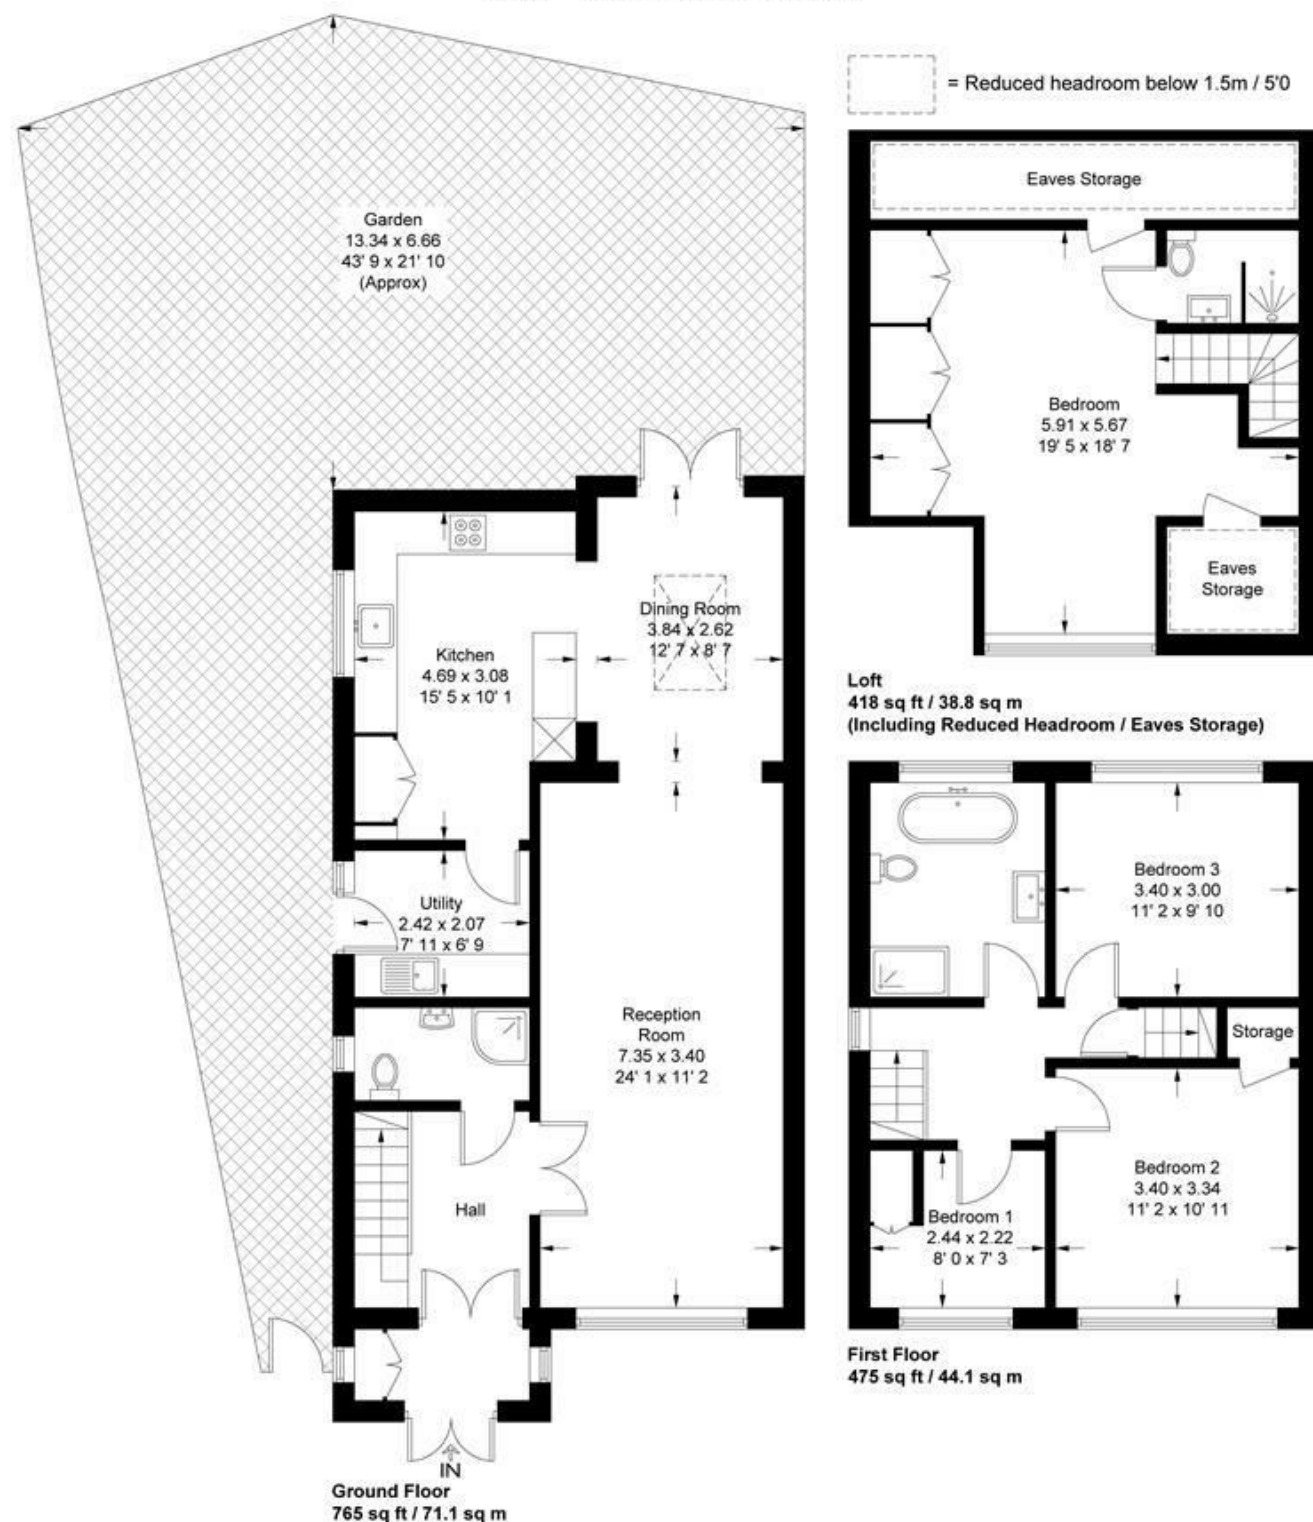 = Reduced headroom below 1.5m / 5'0
Eaves Storage
Garden
13.34 x 6.66
43' 9 x 21' 10
(Approx)
Bedroom
5.91 x 5.67
19' 5 x 18' 7
Eaves
Storage
Dining Room
3.84 x 2.62
12' 7 x 8' 7
Kitchen
4.69 x 3.08
15' 5 x 10' 1
Loft
418 sq ft / 38.8 sq m
(Including Reduced Headroom / Eaves Storage)
Utility
2.42 x 2.07
7' 11 x 6' 9
Bedroom 3
3.40 x 3.00
11' 2 x 9' 10
Reception
Room
7.35 x 3.40
24' 1 x 11' 2
Storage
Hall
Bedroom 2
3.40 x 3.34
11' 2 x 10' 11
Bedroom 1
2.44 x 2.22
8' 0 x 7' 3
First Floor
475 sq ft / 44.1 sq m
IN
Ground Floor
765 sq ft / 71.1 sq m